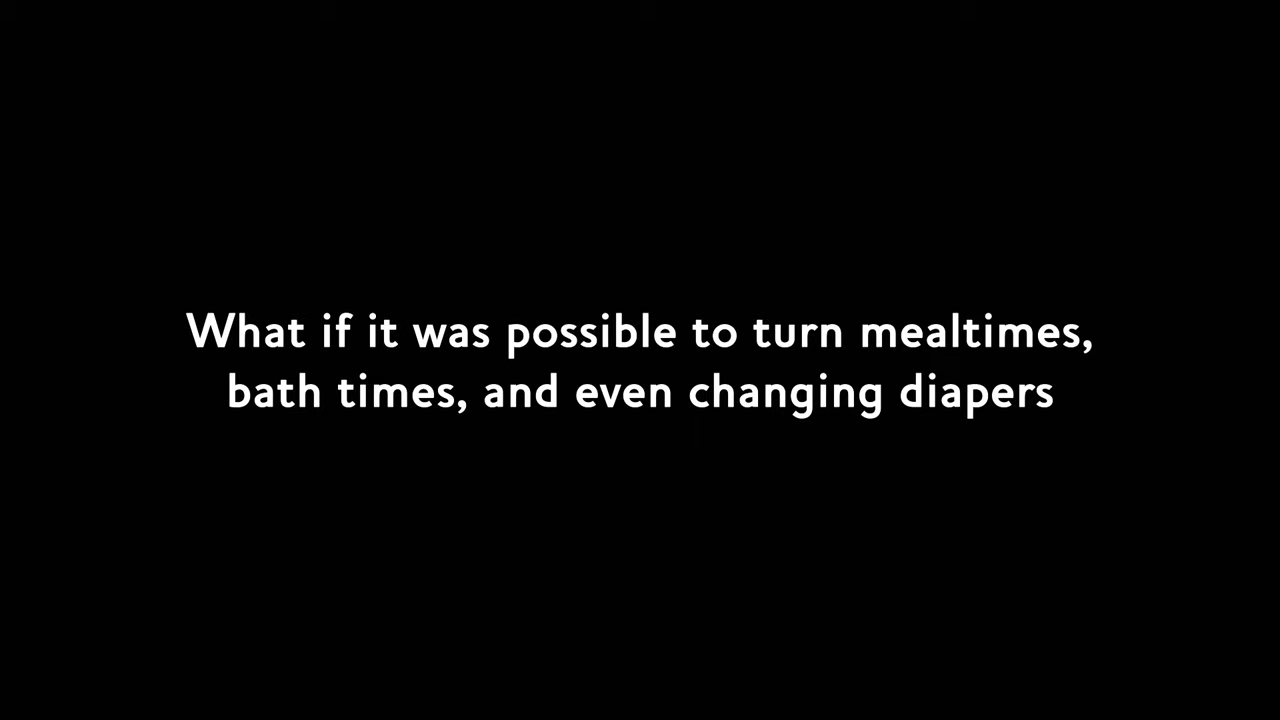 What if it was possible to turn mealtimes,
bath times, and even changing diapers